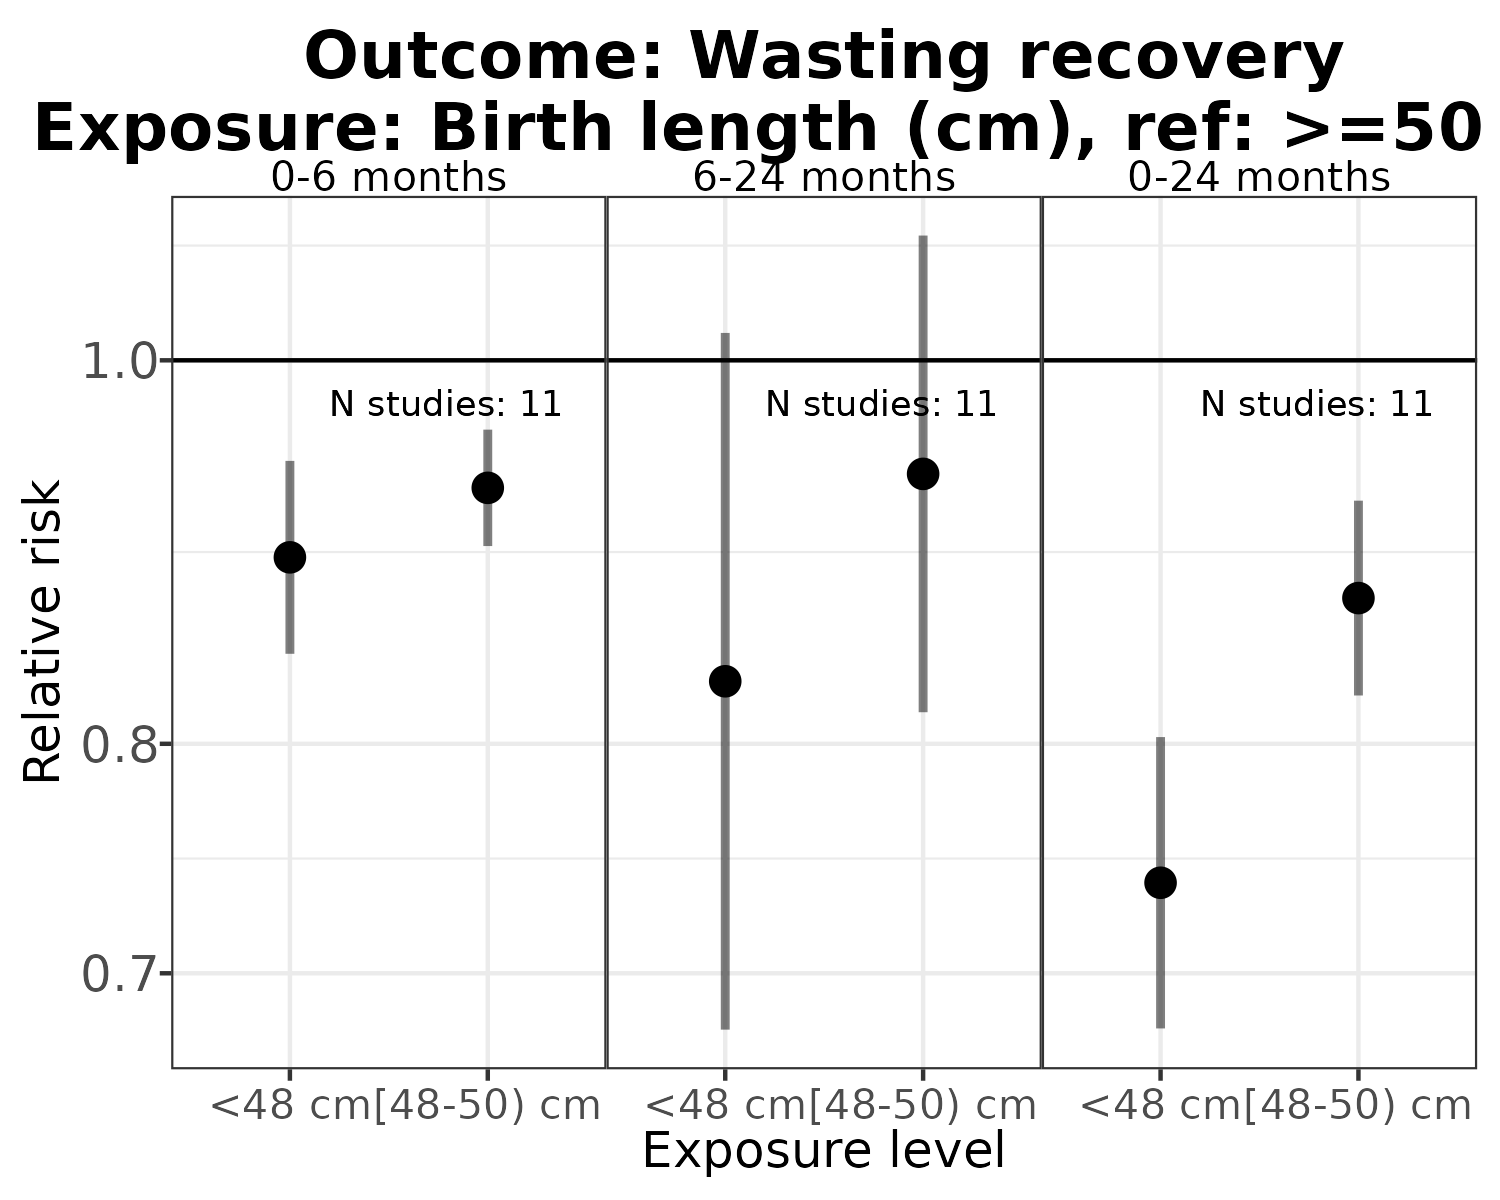 Outcome: Wasting recovery
Exposure: Birth length (cm), ref: >=50
0-6 months
6-24 months
0-24 months
1.0
0.8
0.7
Relative risk
N studies: 11
N studies: 11
N studies: 11
<48 cm
[48-50) cm
<48 cm
[48-50) cm
<48 cm
[48-50) cm
Exposure level